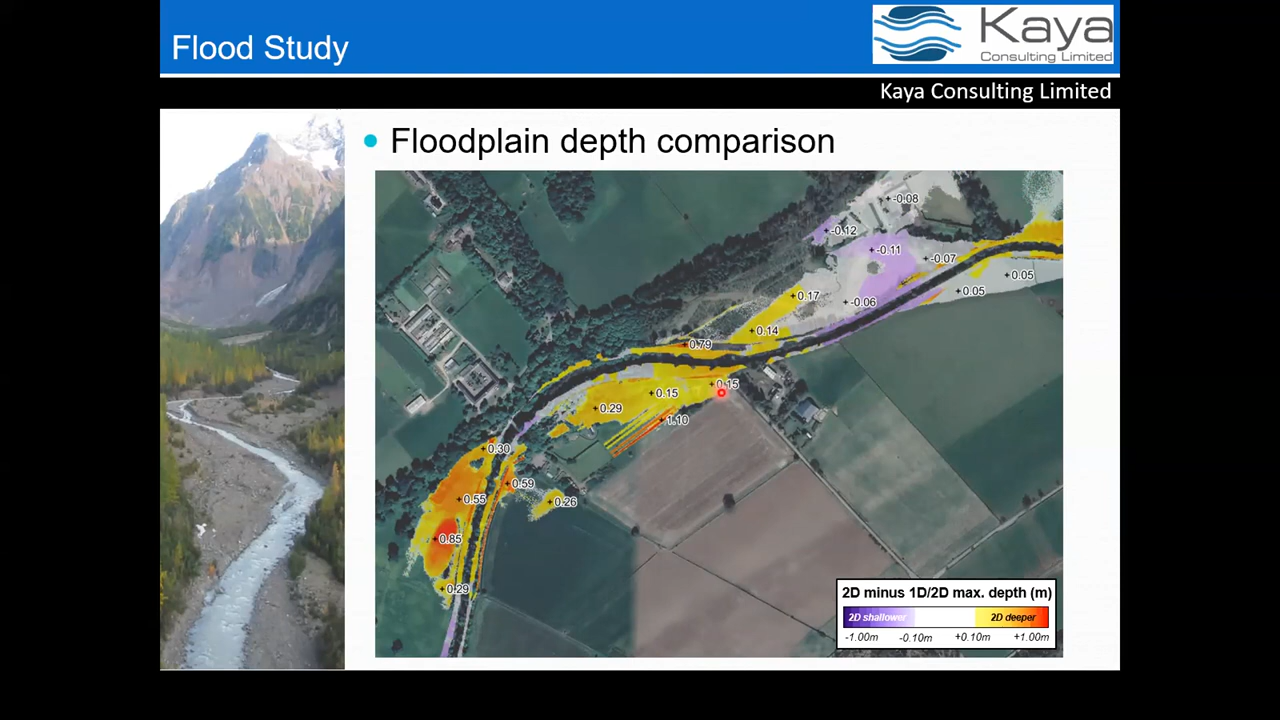 Flood Study
Kaya
Consulting Limited
Kaya Consulting Limited
Floodplain depth comparison
-0.08
-0.12
-0.11
-0.07
0.05
0.05
0.17
-0.06
0.14
0.79
0.15
0.15
0.29
1.10
0.30
0.59
0.55
0.26
0.85
0.29
2D minus 1D/2D max. depth (m)
2D shallower 2D deeper
-1.00m -0.10m +0.10m +1.00m